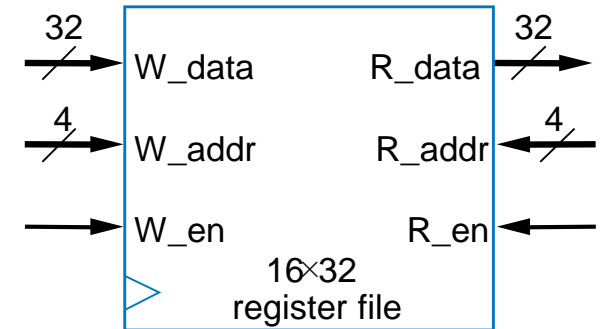 32 32
W_data R_data
4 4
W_addr R_addr
W_en R_en
16×32
register file